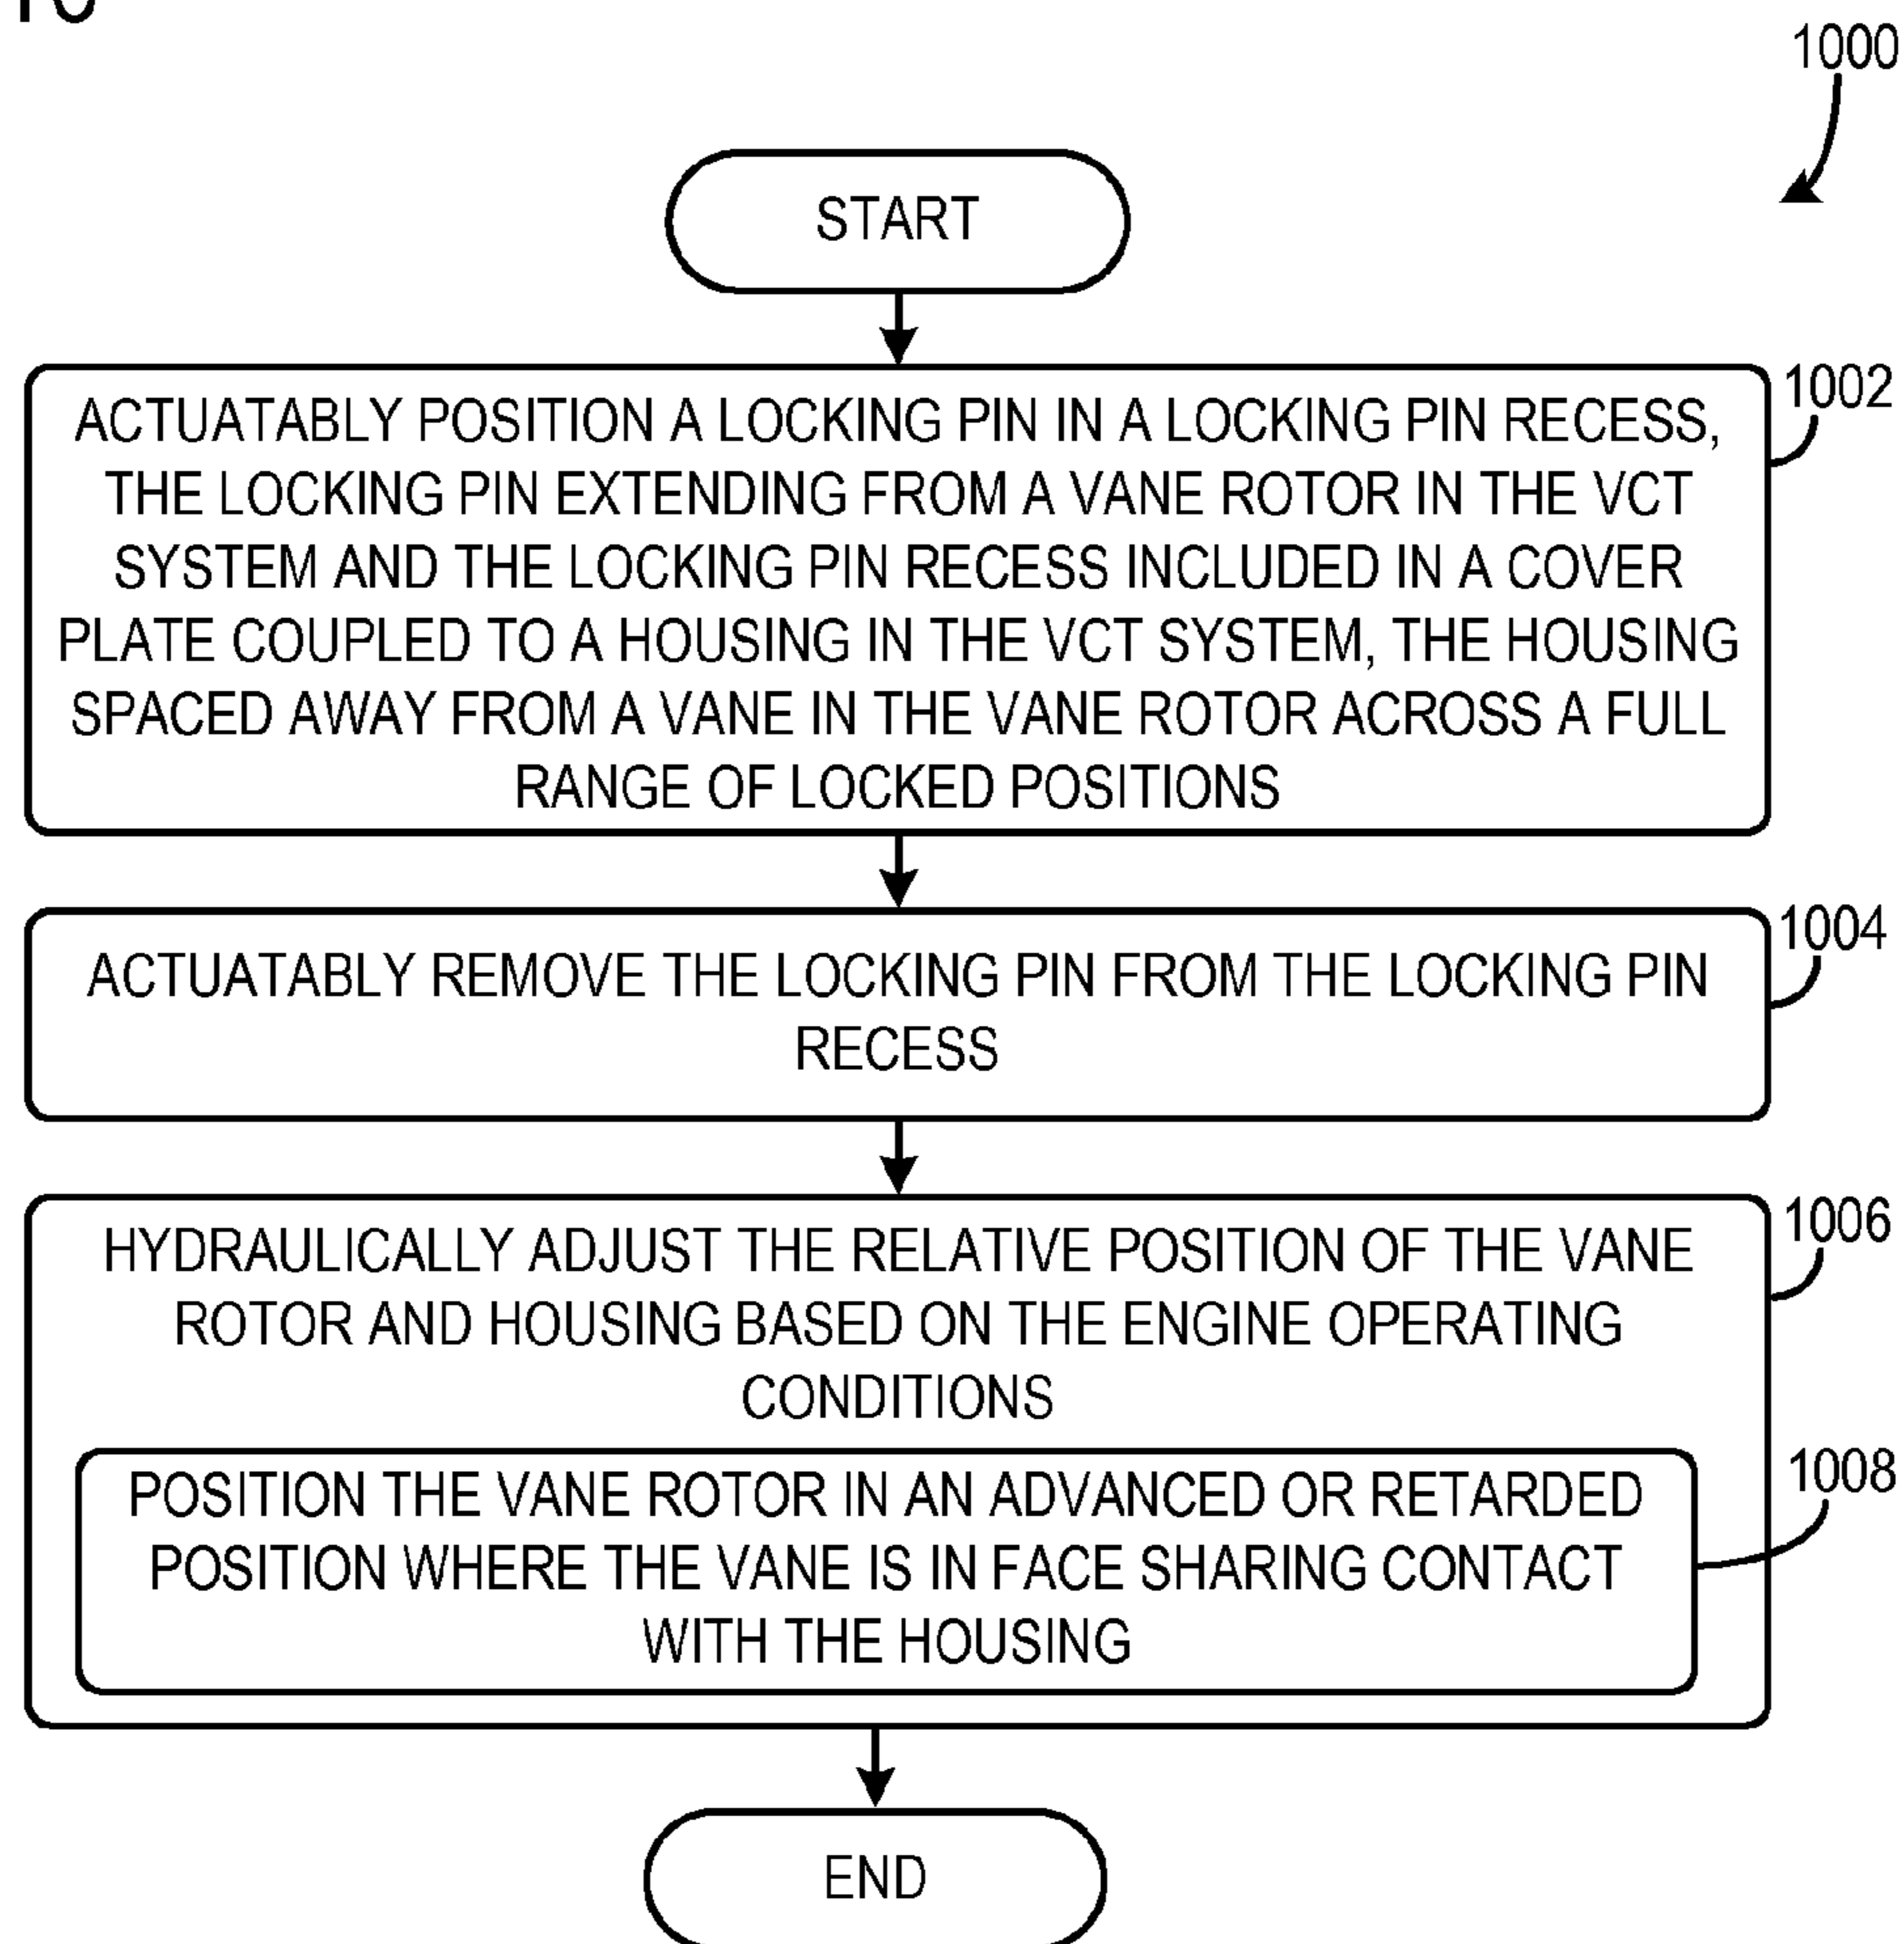 1000
START
1002
ACTUATABLY POSITION A LOCKING PIN IN A LOCKING PIN RECESS,
THE LOCKING PIN EXTENDING FROM A VANE ROTOR IN THE VCT
SYSTEM AND THE LOCKING PIN RECESS INCLUDED IN A COVER
PLATE COUPLED TO A HOUSING IN THE VCT SYSTEM, THE HOUSING
SPACED AWAY FROM A VANE IN THE VANE ROTOR ACROSS A FULL
RANGE OF LOCKED POSITIONS
1004
ACTUATABLY REMOVE THE LOCKING PIN FROM THE LOCKING PIN
RECESS
1006
HYDRAULICALLY ADJUST THE RELATIVE POSITION OF THE VANE
ROTOR AND HOUSING BASED ON THE ENGINE OPERATING
CONDITIONS
1008
POSITION THE VANE ROTOR IN AN ADVANCED OR RETARDED
POSITION WHERE THE VANE IS IN FACE SHARING CONTACT
WITH THE HOUSING
END